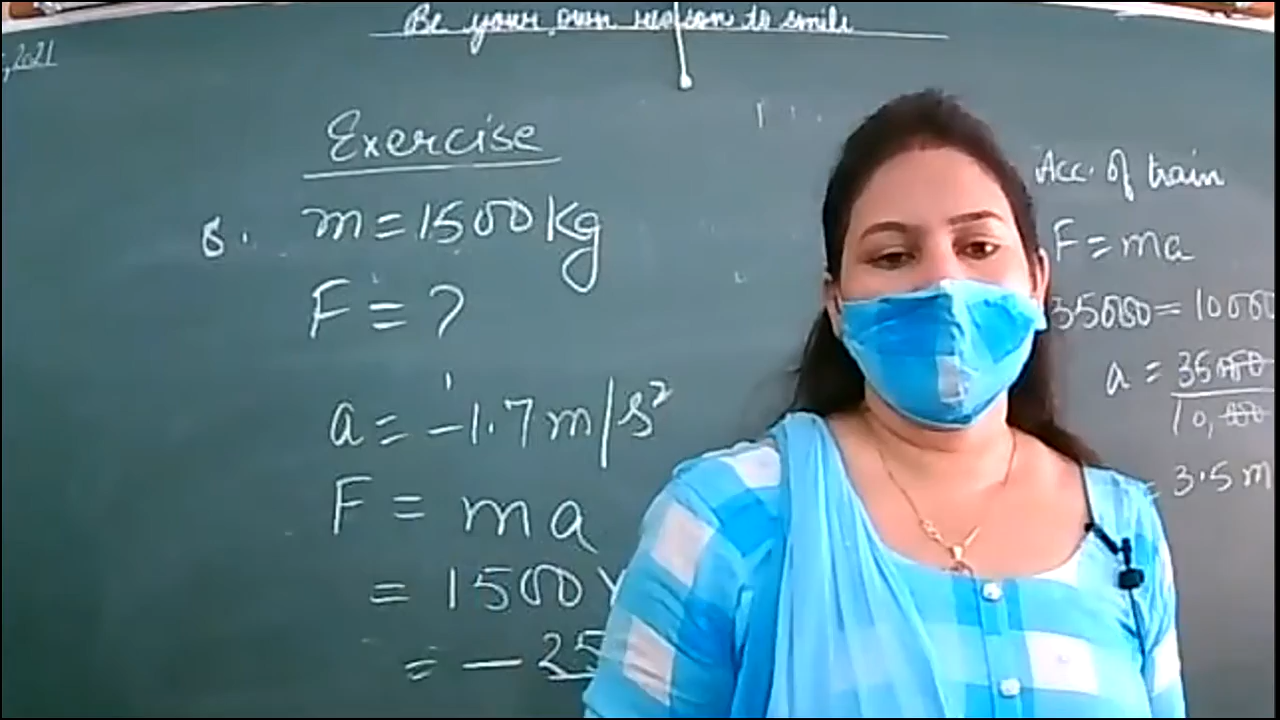 Be your own reason to smile
,2021
Exercise
8. m = 1500 kg
F = ?
a = -1.7 m/s²
F = ma
= 1500 x
= - 25
Acc. of train
F = ma
35000 = 10000
a = 35000
10,000
= 3.5 m